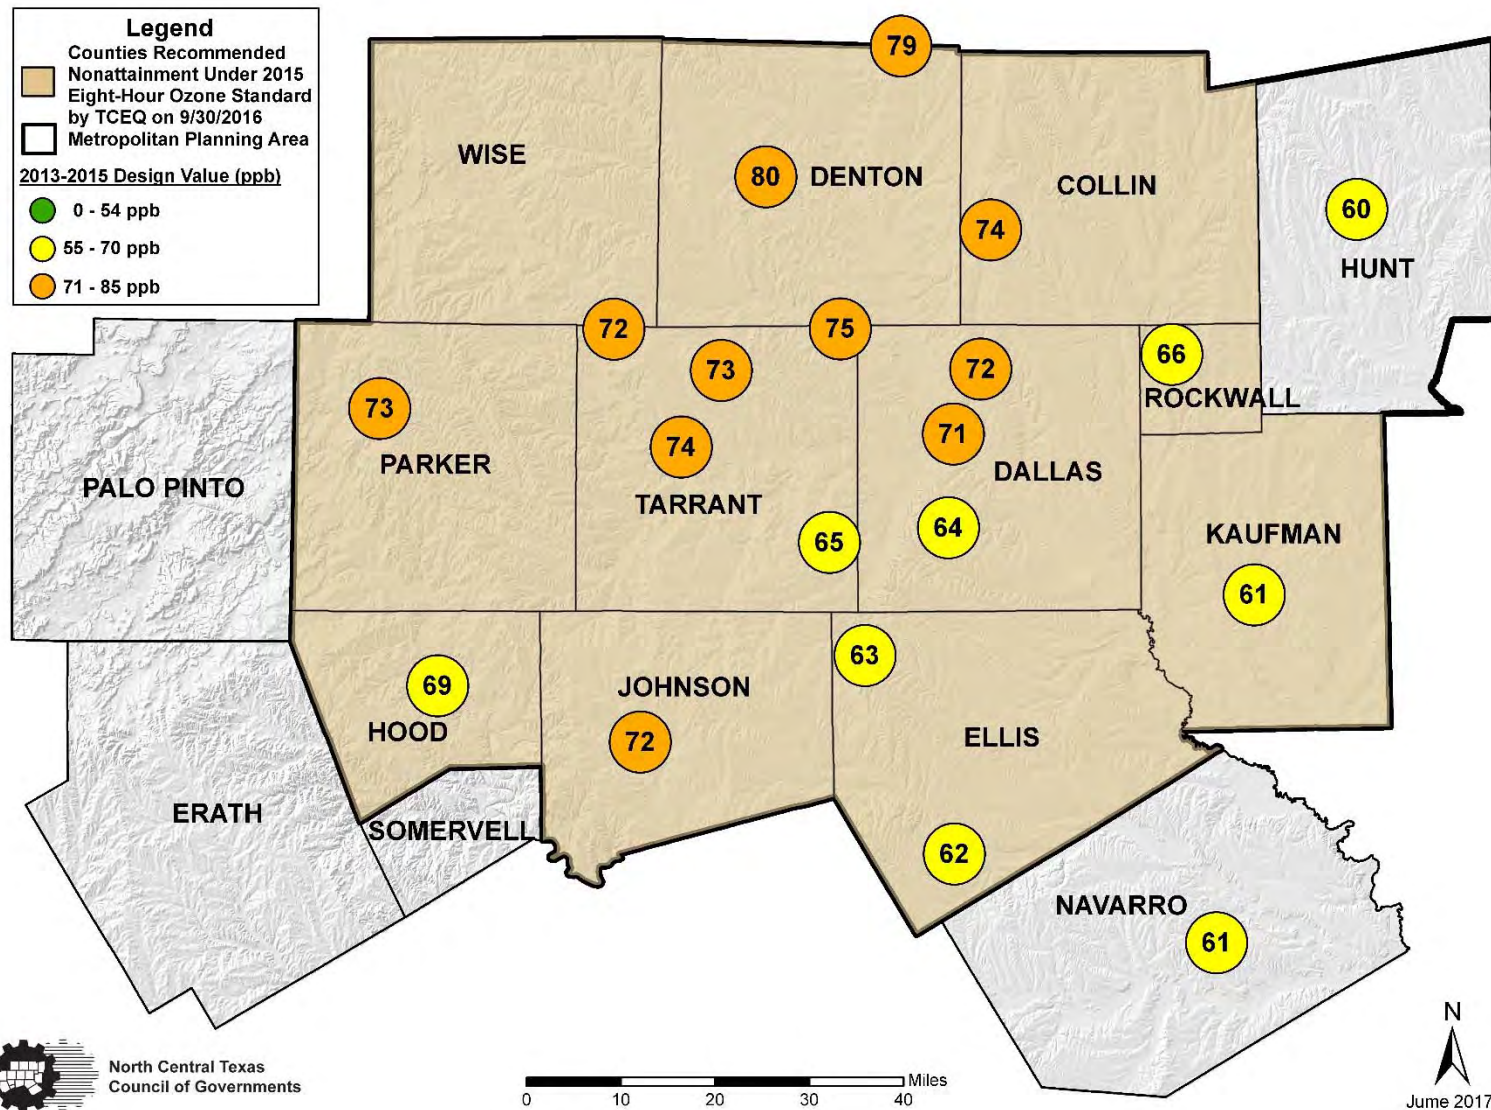 Legend
Counties Recommended
Nonattainment Under 2015
Eight-Hour Ozone Standard
by TCEQ on 9/30/2016
Metropolitan Planning Area
2013-2015 Design Value (ppb)
0 - 54 ppb
55 - 70 ppb
71 - 85 ppb
79
WISE
80
DENTON
COLLIN
74
60
HUNT
72
75
73
72
66
ROCKWALL
73
PARKER
74
TARRANT
71
DALLAS
PALO PINTO
65
64
KAUFMAN
61
69
HOOD
JOHNSON
72
63
ELLIS
ERATH
SOMERVELL
62
NAVARRO
61
North Central Texas
Council of Governments
0 10 20 30 40 Miles
N
Jume 2017